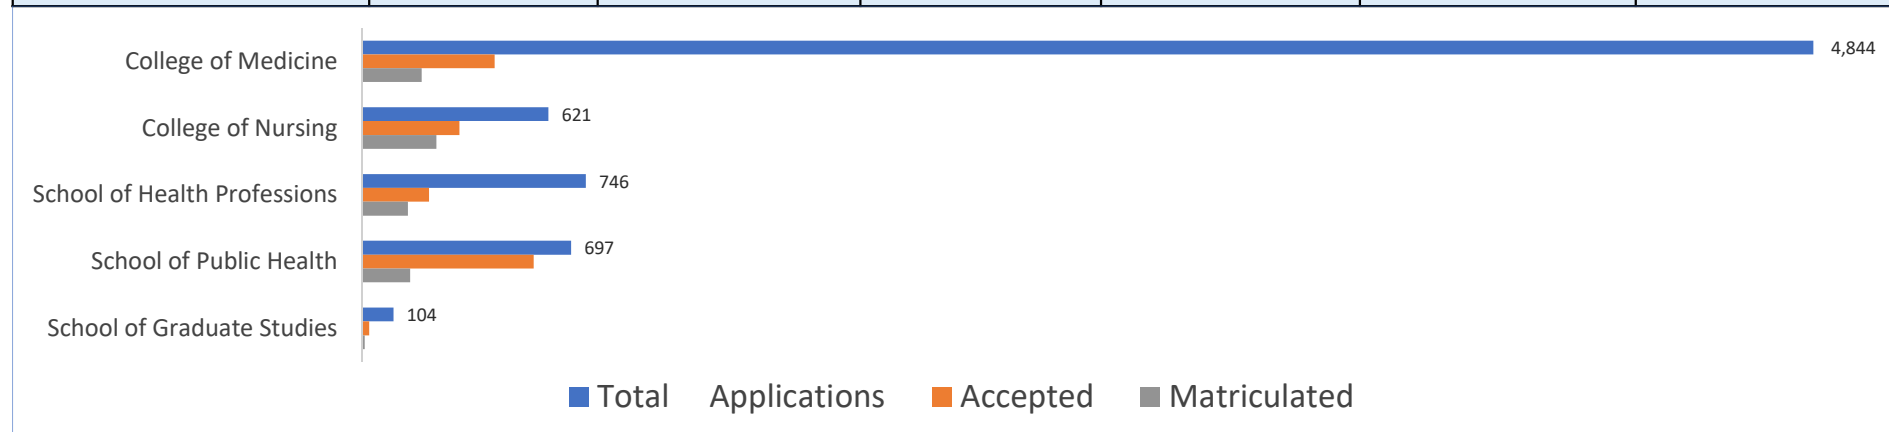 College of Medicine 4,844
College of Nursing 621
School of Health Professions 746
School of Public Health 697
School of Graduate Studies 104
Total Applications Accepted Matriculated